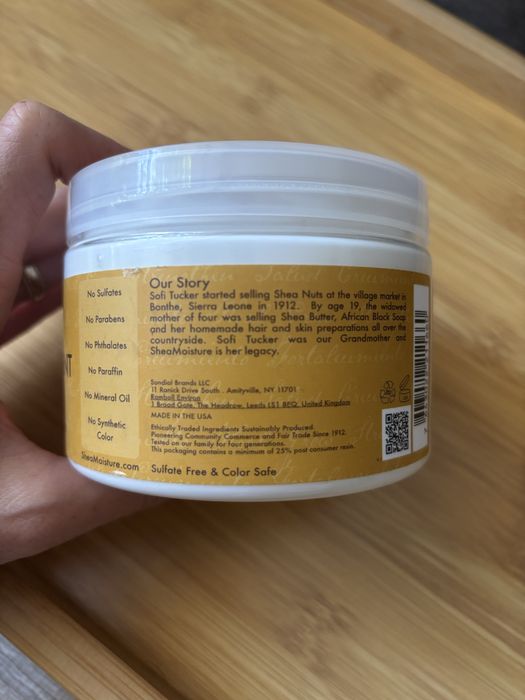 No Sulfates
No Parabens
No Phthalates
No Paraffin
No Mineral Oil
No Synthetic
Color
SheaMoisture.com
NT
Our Story
Sofi Tucker started selling Shea Nuts at the village market in
Bonthe, Sierra Leone in 1912. By age 19, the widowed
mother of four was selling Shea Butter, African Black Soap
and her homemade hair and skin preparations all over the
countryside. Sofi Tucker was our Grandmother and
SheaMoisture is her legacy.
Sundial Brands LLC
11 Ranick Drive South . Amityville, NY 11701
Ramboll Environ
1 Broad Gate, The Headrow, Leeds LS1 8EQ, United Kingdom
MADE IN THE USA
Ethically Traded Ingredients Sustainably Produced.
Pioneering Community Commerce and Fair Trade Since 1912.
Tested on our family for four generations.
This packaging contains a minimum of 25% post consumer resin.
Sulfate Free & Color Safe